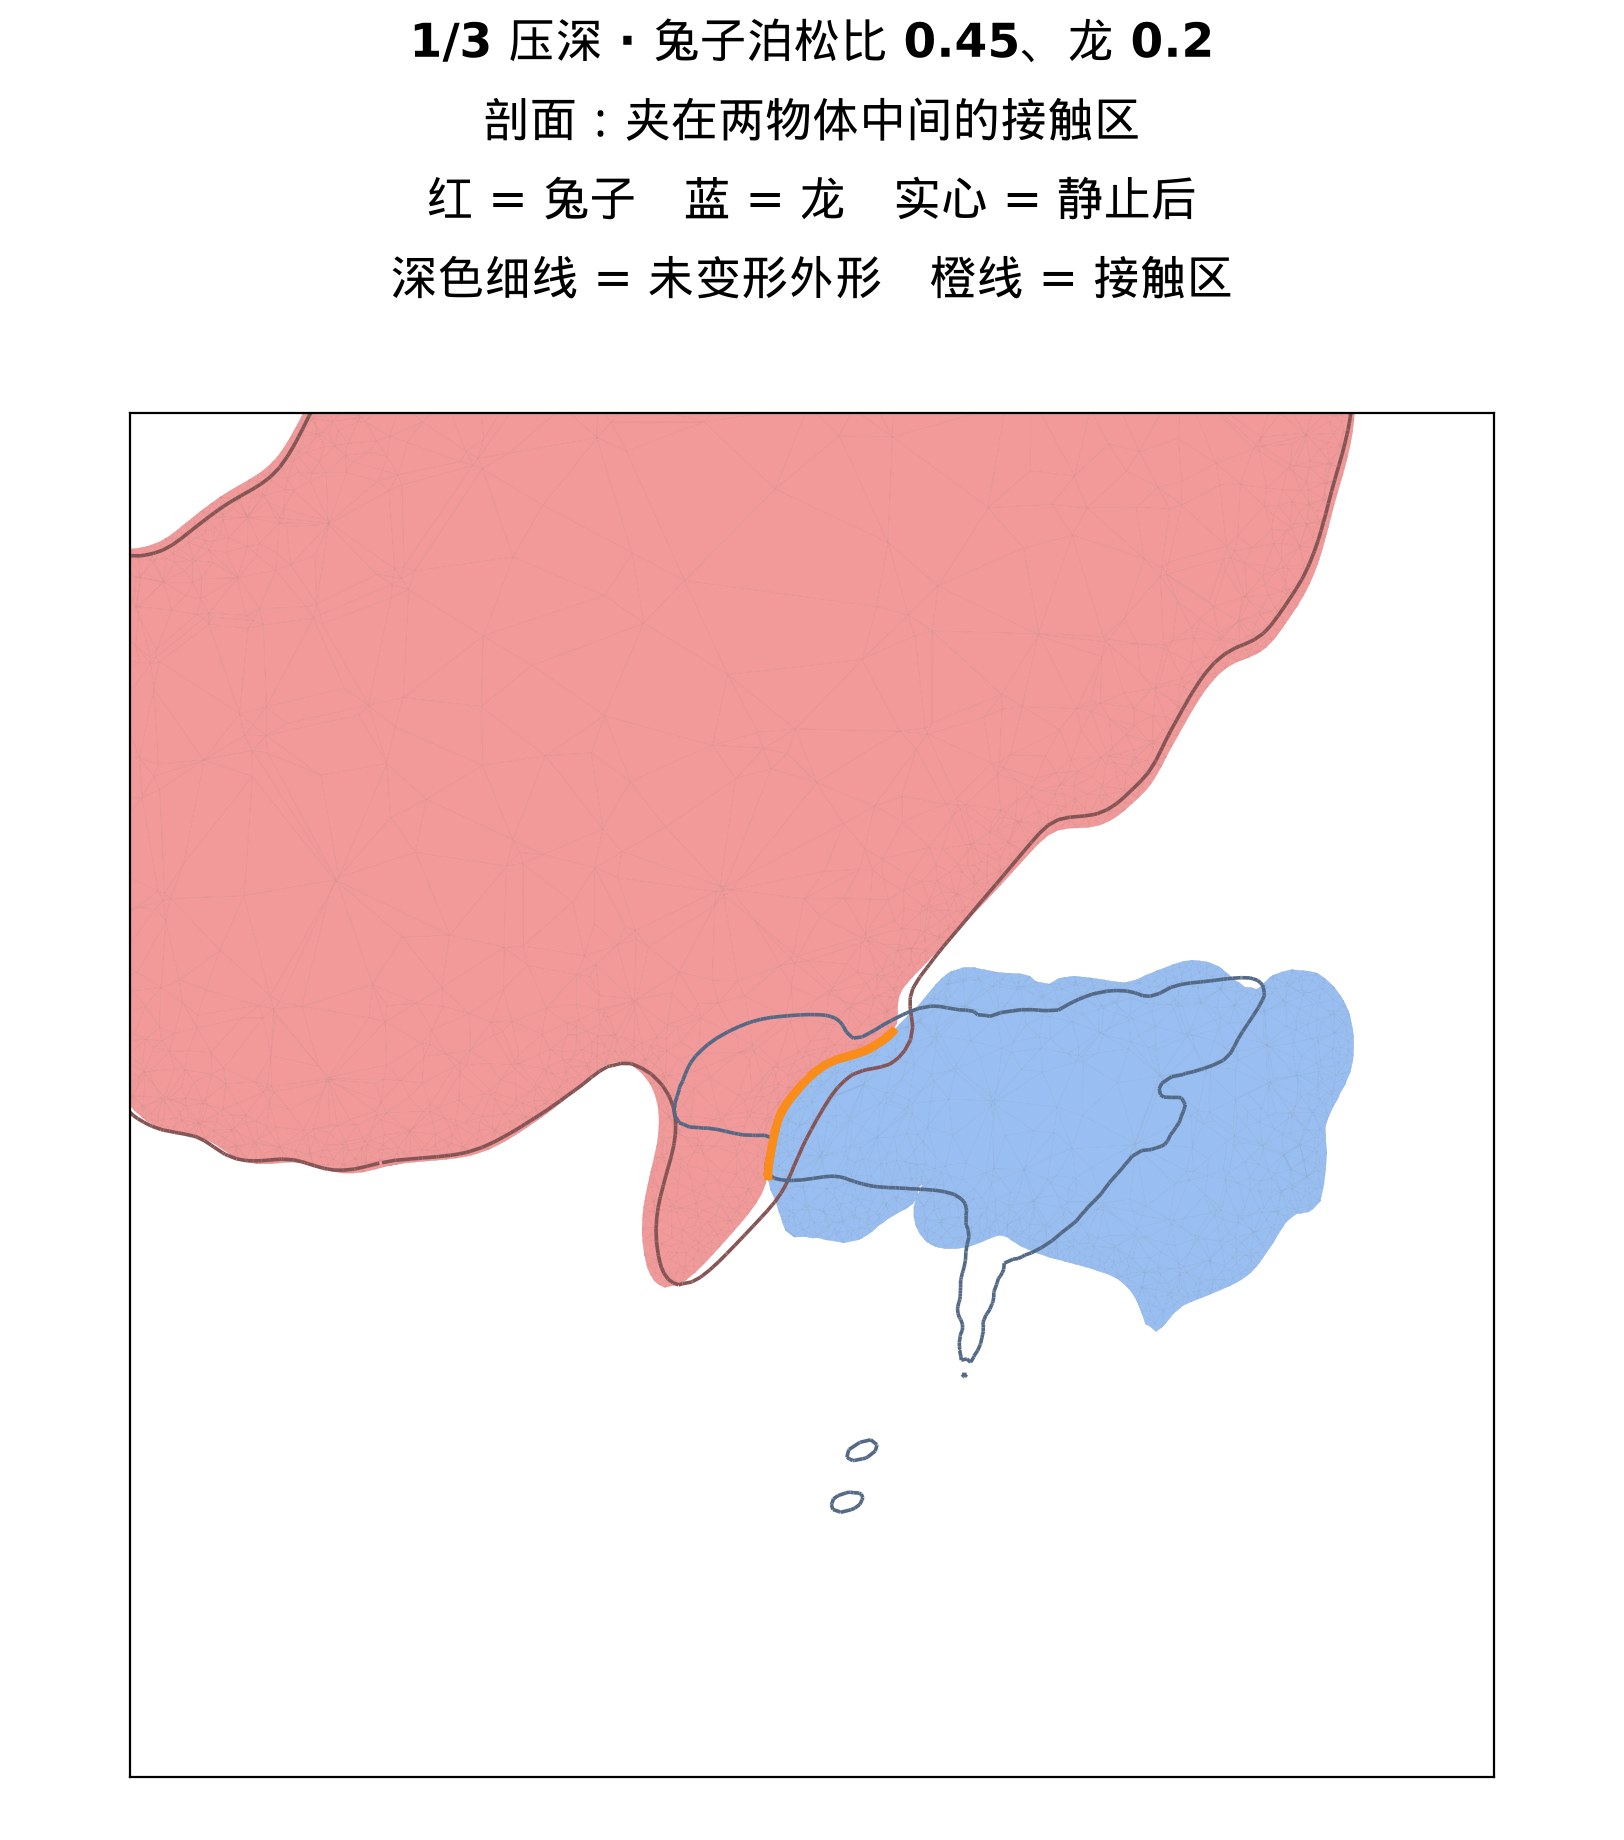 1/3 压深 · 兔子泊松比 0.45、龙 0.2
剖面：夹在两物体中间的接触区
红 = 兔子　蓝 = 龙　实心 = 静止后
深色细线 = 未变形外形　橙线 = 接触区